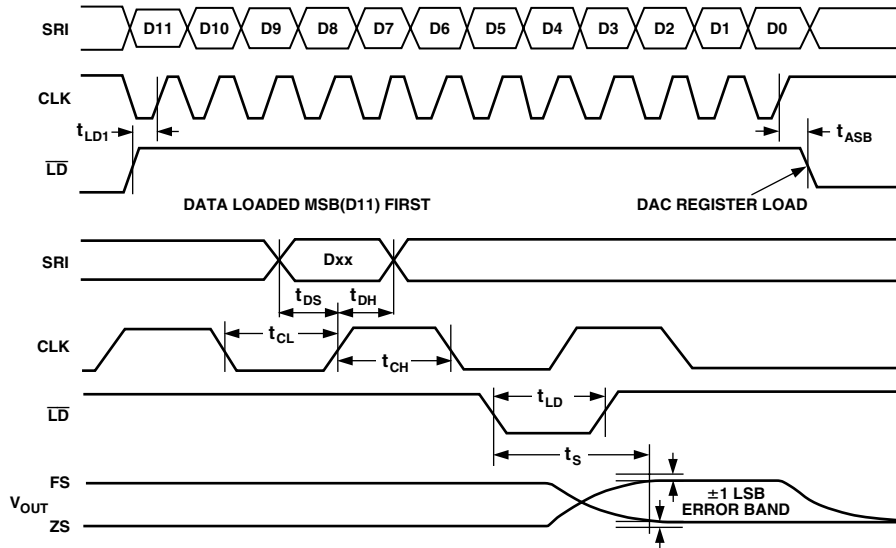 SRI D11 D10 D9 D8 D7 D6 D5 D4 D3 D2 D1 D0
CLK
tLD1 tASB
LD
DATA LOADED MSB(D11) FIRST DAC REGISTER LOAD
SRI Dxx
tDS tDH
CLK tCL
tCH
LD tLD
tS
FS
VOUT ±1 LSB
ERROR BAND
ZS